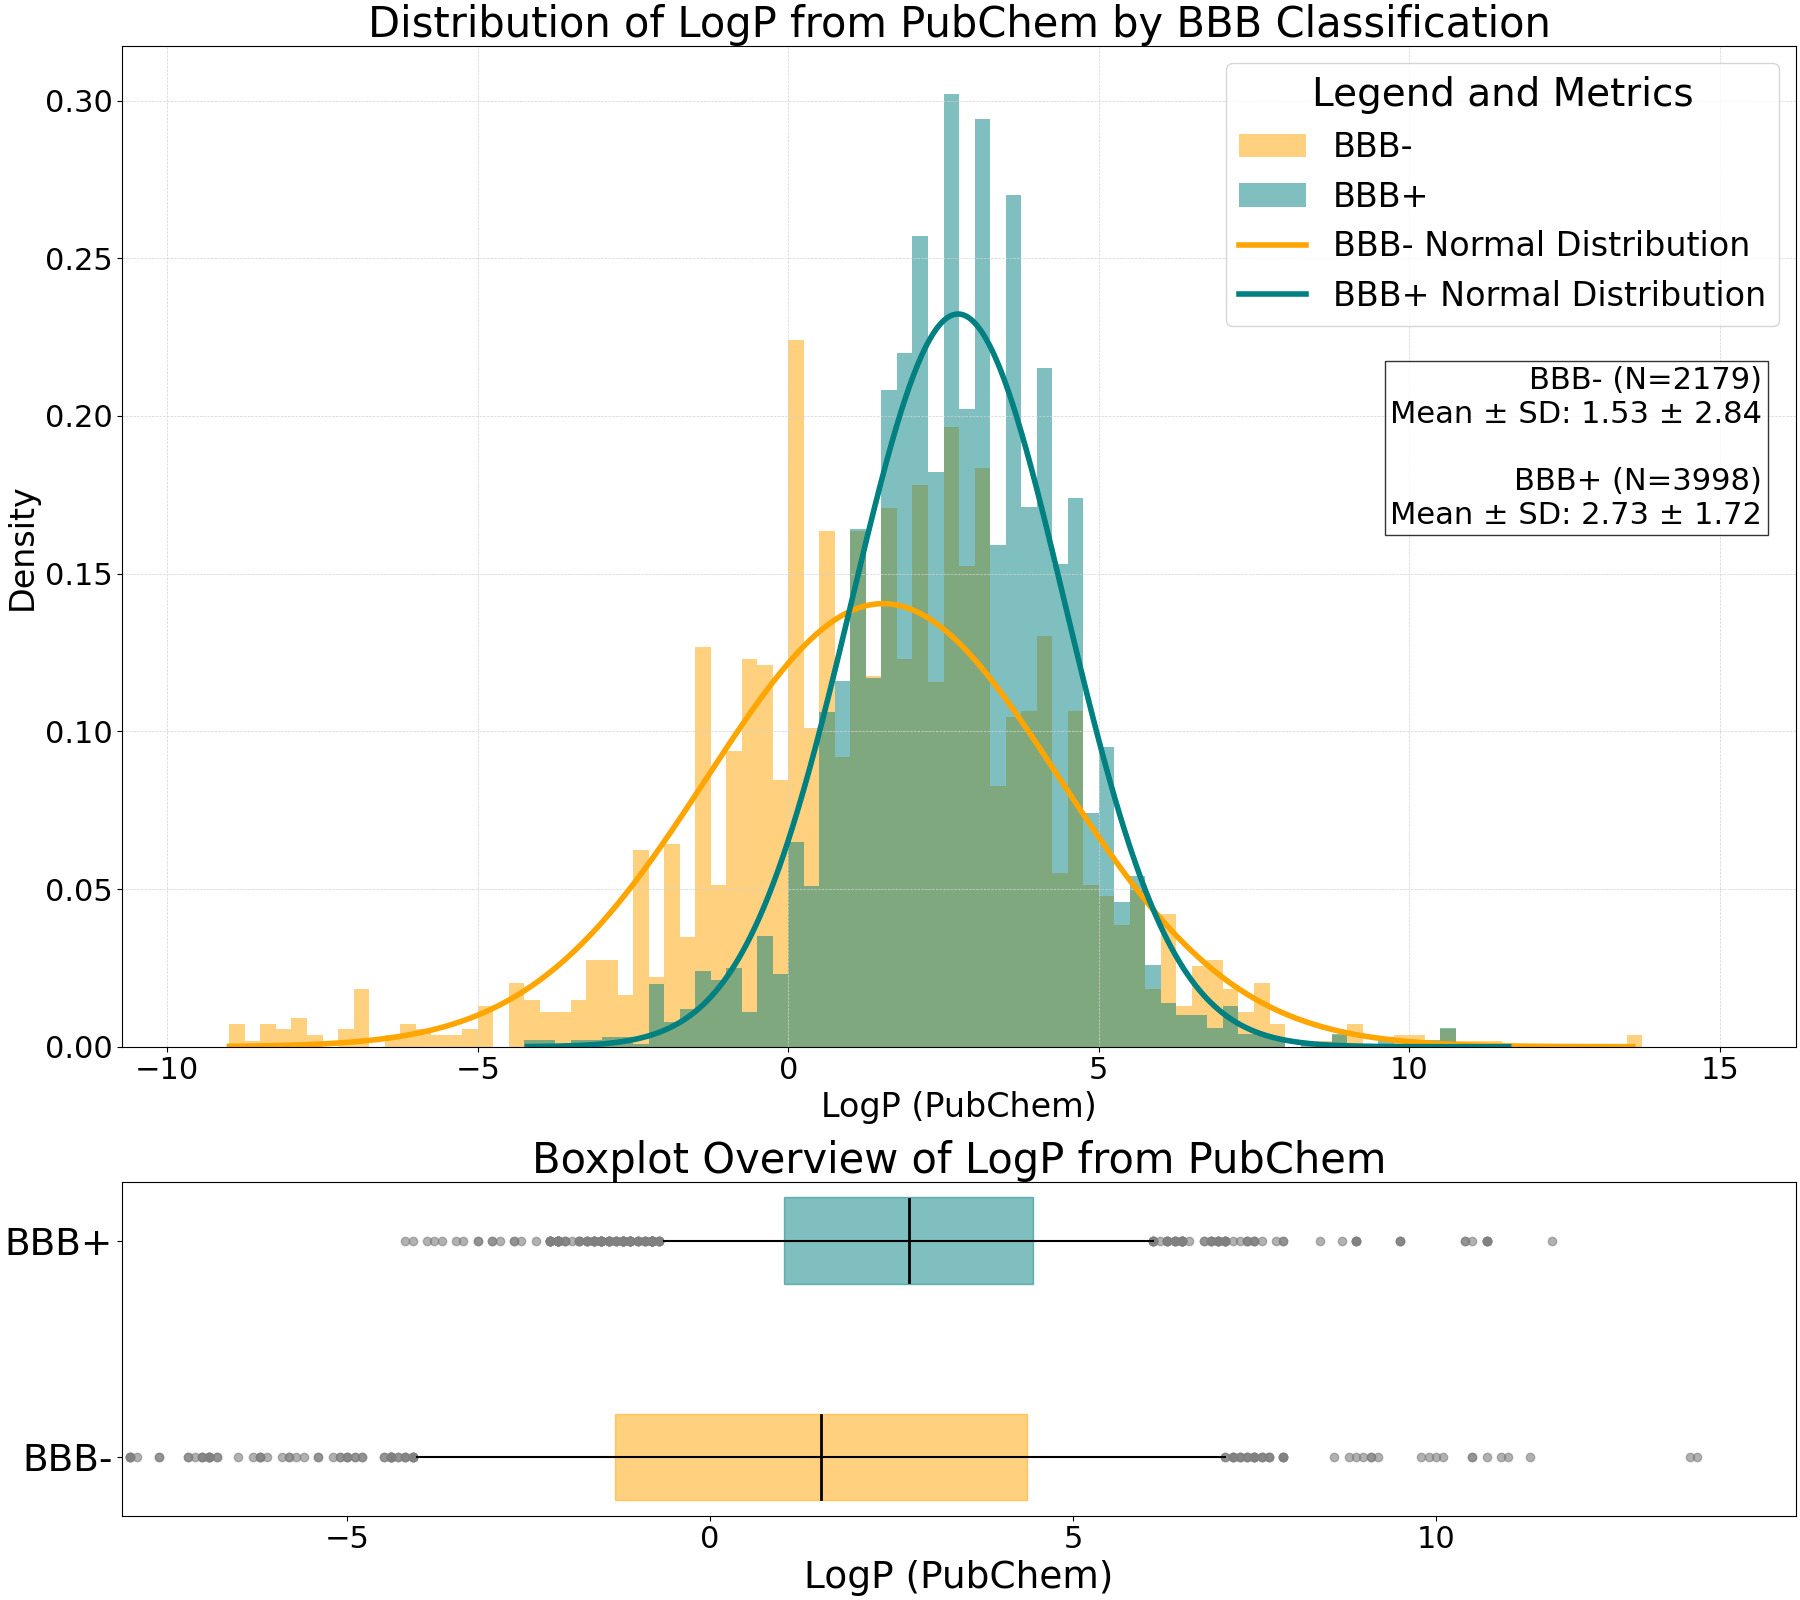 Distribution of LogP from PubChem by BBB Classification
Legend and Metrics
BBB-
BBB+
BBB- Normal Distribution
BBB+ Normal Distribution
BBB- (N=2179)
Mean ± SD: 1.53 ± 2.84
BBB+ (N=3998)
Mean ± SD: 2.73 ± 1.72
Density
0.30
0.25
0.20
0.15
0.10
0.05
0.00
−10 −5 0 5 10 15
LogP (PubChem)
Boxplot Overview of LogP from PubChem
BBB+
BBB-
−5 0 5 10
LogP (PubChem)